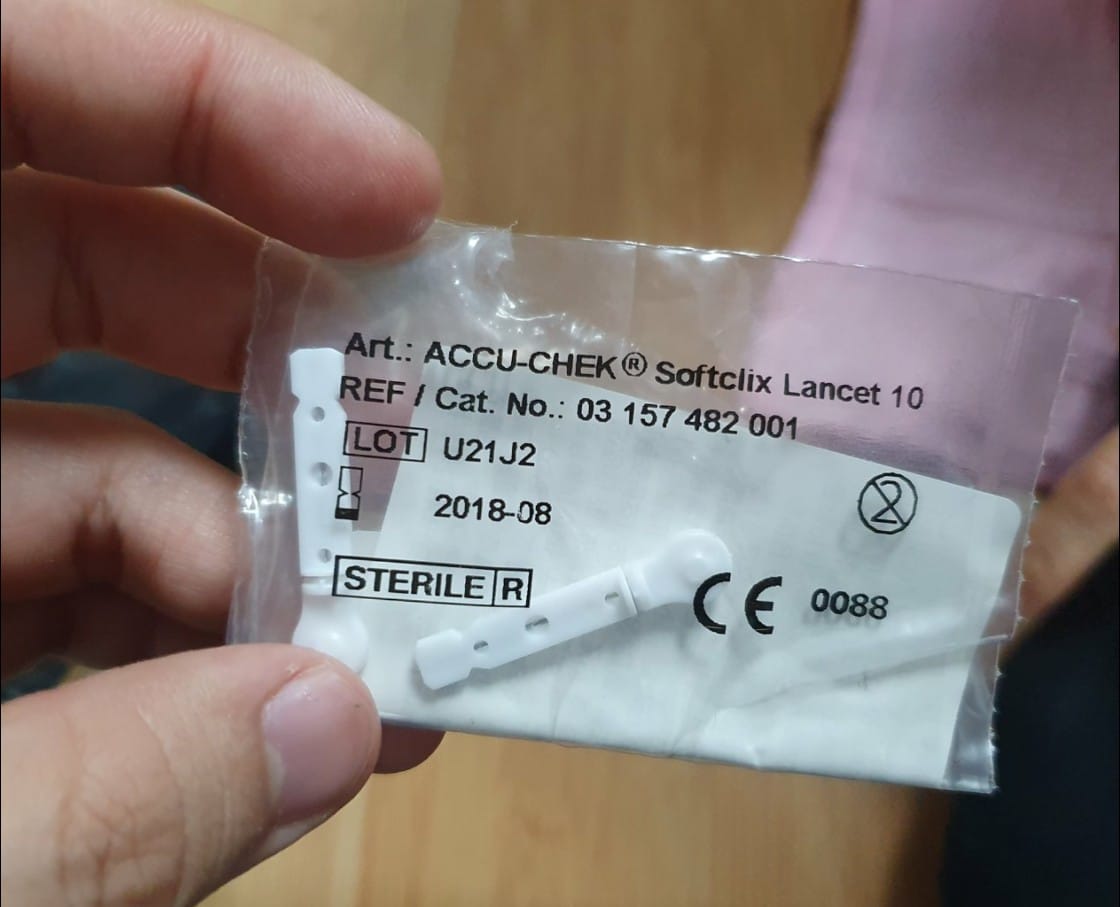 Art.: ACCU-CHEK® Softclix Lancet 10
REF / Cat. No.: 03 157 482 001
LOT U21J2
2018-08
2
STERILE R
CE 0088